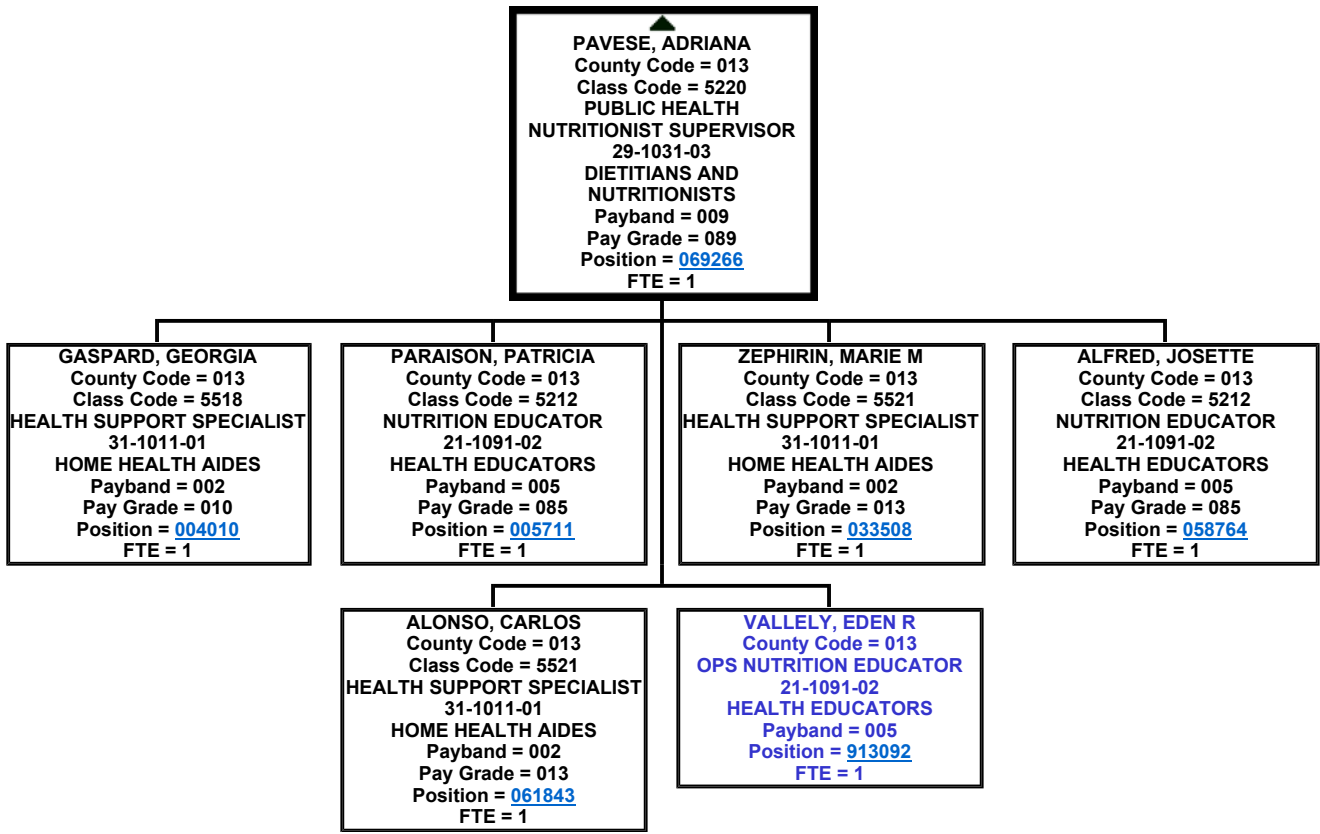 PAVESE, ADRIANA
County Code = 013
Class Code = 5220
PUBLIC HEALTH
NUTRITIONIST SUPERVISOR
29-1031-03
DIETITIANS AND
NUTRITIONISTS
Payband = 009
Pay Grade = 089
Position = 069266
FTE = 1
GASPARD, GEORGIA
County Code = 013
Class Code = 5518
HEALTH SUPPORT SPECIALIST
31-1011-01
HOME HEALTH AIDES
Payband = 002
Pay Grade = 010
Position = 004010
FTE = 1
PARAISON, PATRICIA
County Code = 013
Class Code = 5212
NUTRITION EDUCATOR
21-1091-02
HEALTH EDUCATORS
Payband = 005
Pay Grade = 085
Position = 005711
FTE = 1
ZEPHIRIN, MARIE M
County Code = 013
Class Code = 5521
HEALTH SUPPORT SPECIALIST
31-1011-01
HOME HEALTH AIDES
Payband = 002
Pay Grade = 013
Position = 033508
FTE = 1
ALFRED, JOSETTE
County Code = 013
Class Code = 5212
NUTRITION EDUCATOR
21-1091-02
HEALTH EDUCATORS
Payband = 005
Pay Grade = 085
Position = 058764
FTE = 1
ALONSO, CARLOS
County Code = 013
Class Code = 5521
HEALTH SUPPORT SPECIALIST
31-1011-01
HOME HEALTH AIDES
Payband = 002
Pay Grade = 013
Position = 061843
FTE = 1
VALLELY, EDEN R
County Code = 013
OPS NUTRITION EDUCATOR
21-1091-02
HEALTH EDUCATORS
Payband = 005
Position = 913092
FTE = 1